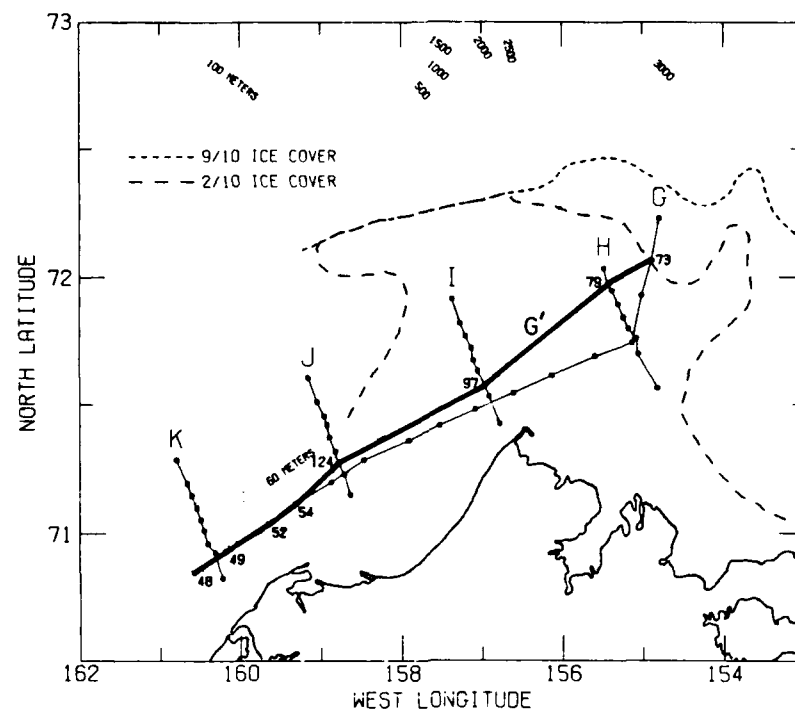 73
100 METERS
1500
2000
2500
1000
500
3000
9/10 ICE COVER
2/10 ICE COVER
G
H
73
72
79
I
G'
J
97
K
124
60 METERS
54
71
52
49
48
162
160
158
156
154
WEST LONGITUDE
NORTH LATITUDE